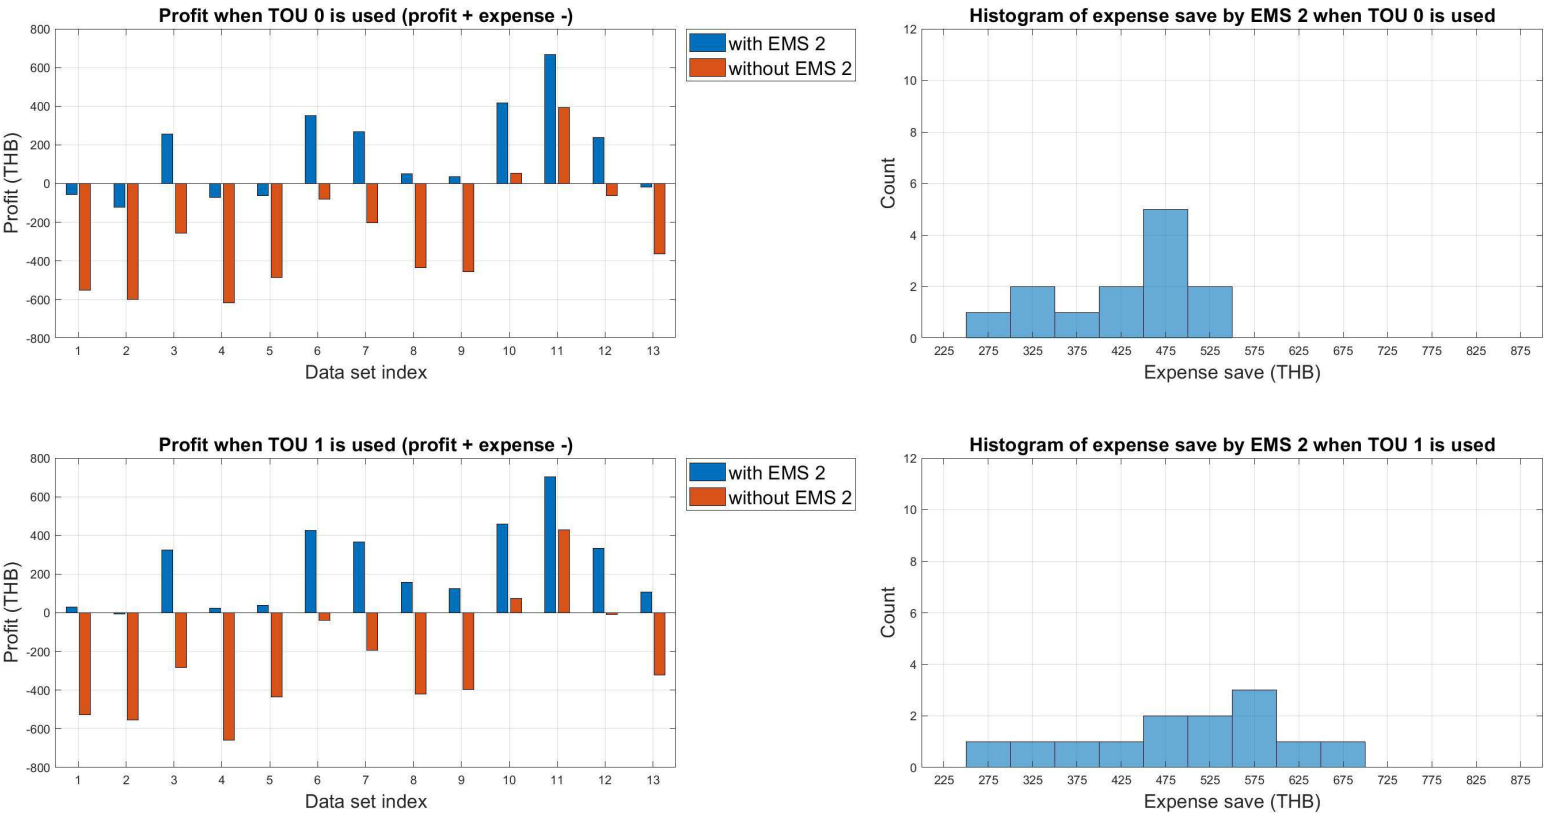 Profit when TOU 0 is used (profit + expense -)
800
600
400
200
0
-200
-400
-600
-800
Profit (THB)
1 2 3 4 5 6 7 8 9 10 11 12 13
Data set index
with EMS 2
without EMS 2
Histogram of expense save by EMS 2 when TOU 0 is used
12
10
8
6
4
2
0
Count
225 275 325 375 425 475 525 575 625 675 725 775 825 875
Expense save (THB)
Profit when TOU 1 is used (profit + expense -)
800
600
400
200
0
-200
-400
-600
-800
Profit (THB)
1 2 3 4 5 6 7 8 9 10 11 12 13
Data set index
with EMS 2
without EMS 2
Histogram of expense save by EMS 2 when TOU 1 is used
12
10
8
6
4
2
0
Count
225 275 325 375 425 475 525 575 625 675 725 775 825 875
Expense save (THB)